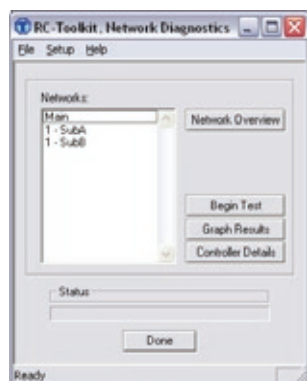 RC-Toolkit, Network Diagnostics
File Setup Help
Networks:
Main
1 - SubA
1 - SubB
Network Overview
Begin Test
Graph Results
Controller Details
Status
Done
Ready